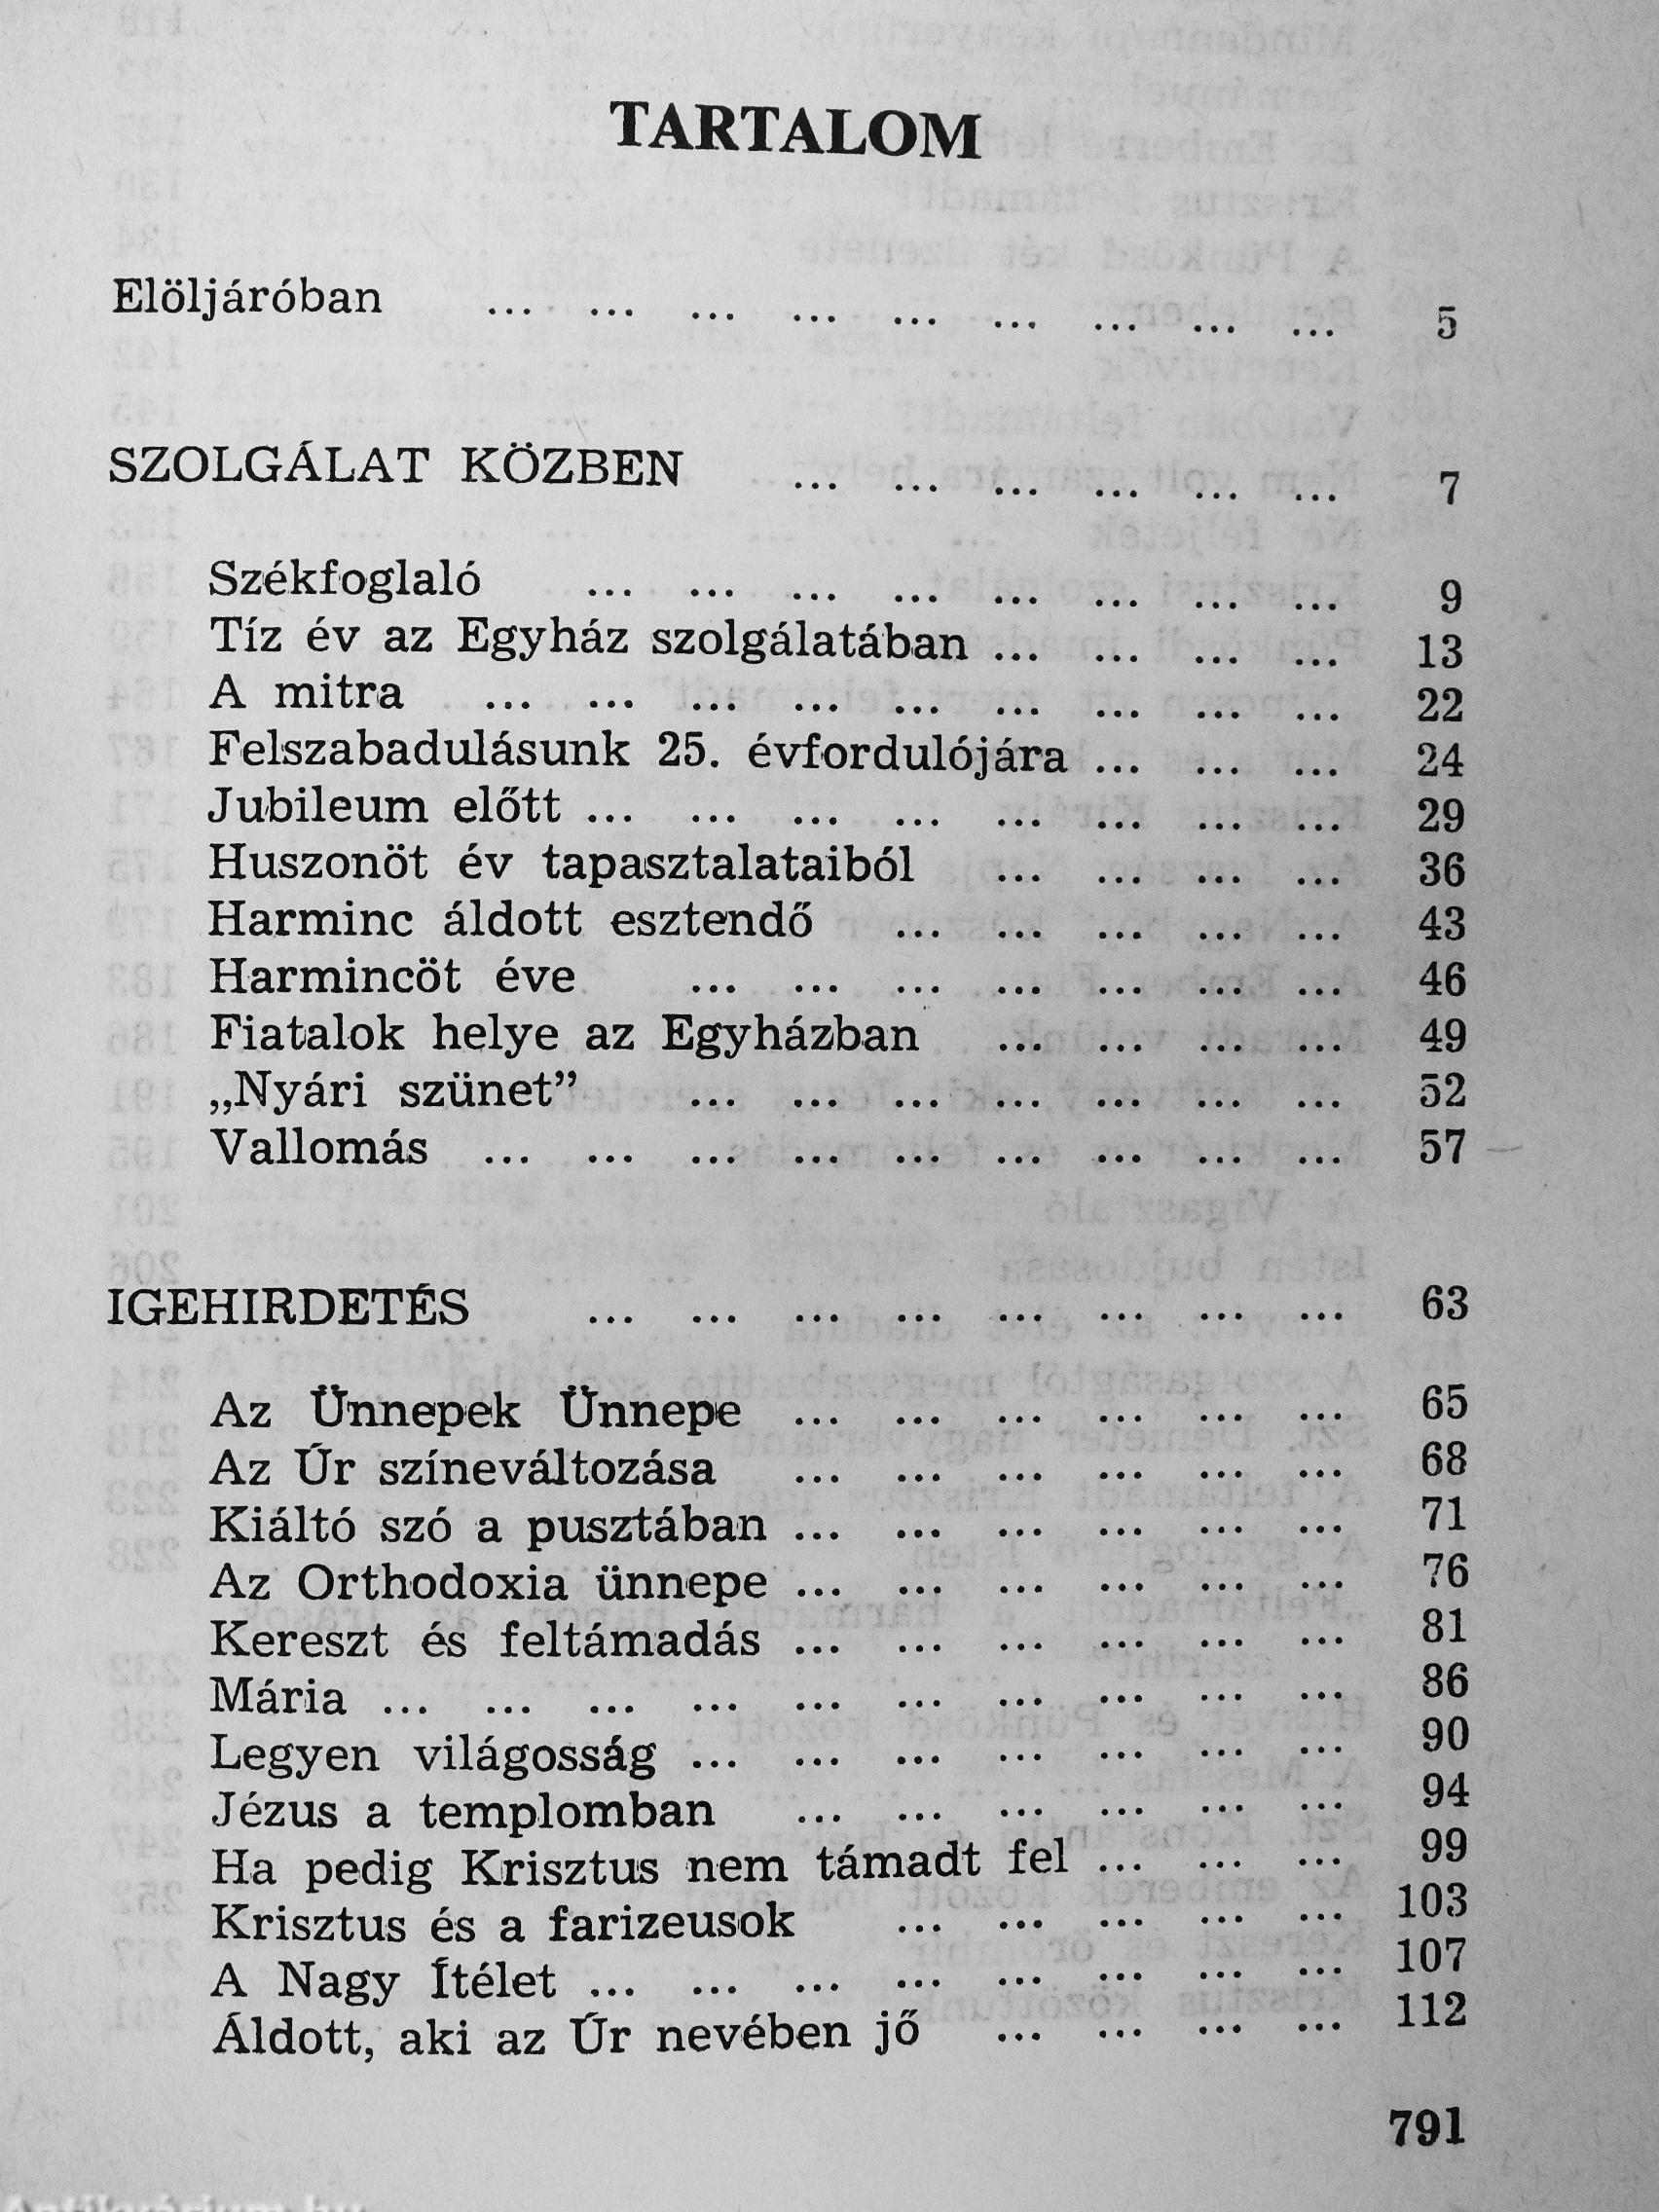 TARTALOM
Elöljáróban ... ... ... ... ... ... ... ... ... 5
SZOLGÁLAT KÖZBEN ... ... ... ... ... ... 7
Székfoglaló ... ... ... ... ... ... ... ... 9
Tíz év az Egyház szolgálatában ... ... ... ... 13
A mitra ... ... ... ... ... ... ... ... ... 22
Felszabadulásunk 25. évfordulójára ... ... ... 24
Jubileum előtt ... ... ... ... ... ... ... ... 29
Huszonöt év tapasztalataiból ... ... ... ... 36
Harminc áldott esztendő ... ... ... ... ... 43
Harmincöt éve ... ... ... ... ... ... ... 46
Fiatalok helye az Egyházban ... ... ... ... 49
„Nyári szünet” ... ... ... ... ... ... ... 52
Vallomás ... ... ... ... ... ... ... ... ... 57
IGEHIRDETÉS ... ... ... ... ... ... ... ... 63
Az Ünnepek Ünnepe ... ... ... ... ... ... 65
Az Úr színeváltozása ... ... ... ... ... ... 68
Kiáltó szó a pusztában ... ... ... ... ... ... 71
Az Orthodoxia ünnepe ... ... ... ... ... ... 76
Kereszt és feltámadás ... ... ... ... ... ... 81
Mária ... ... ... ... ... ... ... ... ... ... 86
Legyen világosság ... ... ... ... ... ... ... 90
Jézus a templomban ... ... ... ... ... ... 94
Ha pedig Krisztus nem támadt fel ... ... ... 99
Krisztus és a farizeusok ... ... ... ... ... 103
A Nagy Ítélet ... ... ... ... ... ... ... ... 107
Áldott, aki az Úr nevében jő ... ... ... ... 112
791